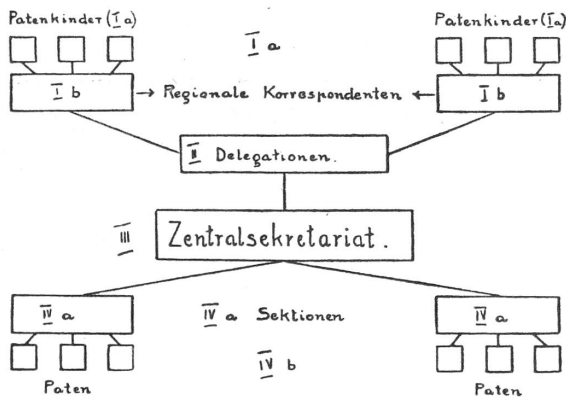 Patenkinder (I a)
Patenkinder (I a)
I a
I b
→ Regionale Korrespondenten ←
I b
II Delegationen.
III
Zentralsekretariat.
IV a
IV a Sektionen
IV a
IV b
Paten
Paten